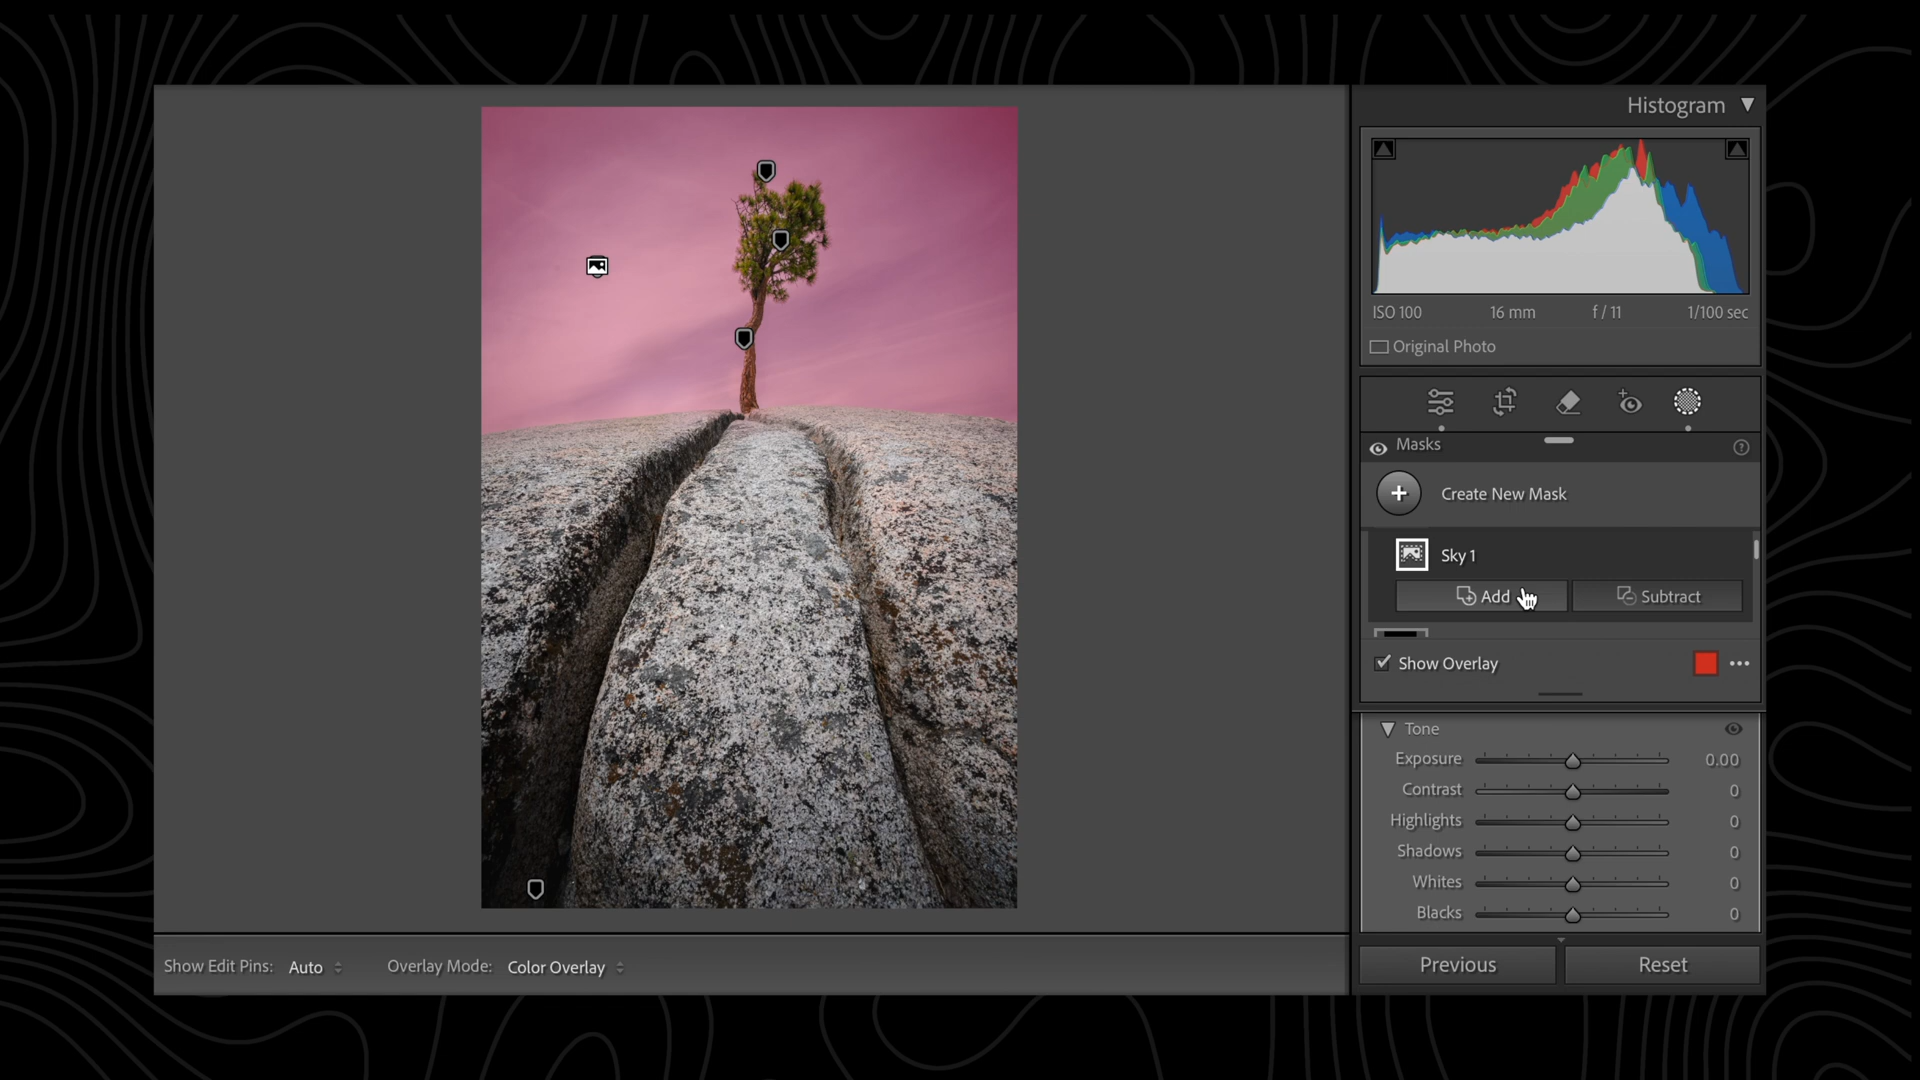 Histogram
ISO 100 16 mm f / 11 1/100 sec
Original Photo
Masks
Create New Mask
Sky 1
Add Subtract
Show Overlay
Tone
Exposure 0.00
Contrast 0
Highlights 0
Shadows 0
Whites 0
Blacks 0
Previous Reset
Show Edit Pins: Auto Overlay Mode: Color Overlay